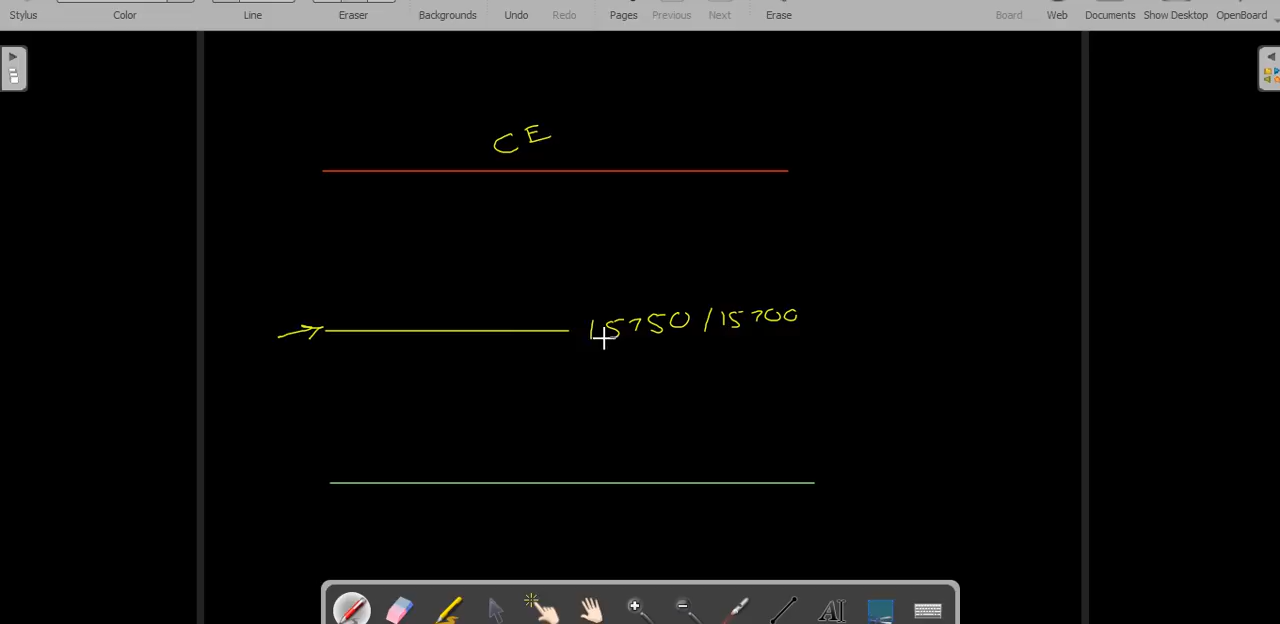 Stylus Color Line Eraser Backgrounds Undo Redo Pages Previous Next Erase Board Web Documents Show Desktop OpenBoard
CE
15750 / 15700
AI